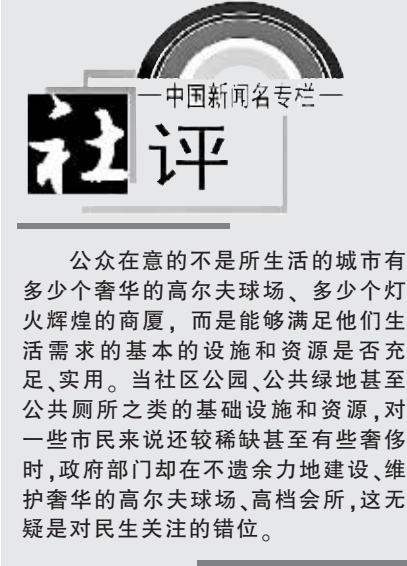 —中国新闻名专栏—
社评
公众在意的不是所生活的城市有
多少个奢华的高尔夫球场、多少个灯
火辉煌的商厦，而是能够满足他们生
活需求的基本的设施和资源是否充
足、实用。当社区公园、公共绿地甚至
公共厕所之类的基础设施和资源，对
一些市民来说还较稀缺甚至有些奢侈
时，政府部门却在不遗余力地建设、维
护奢华的高尔夫球场、高档会所，这无
疑是对民生关注的错位。